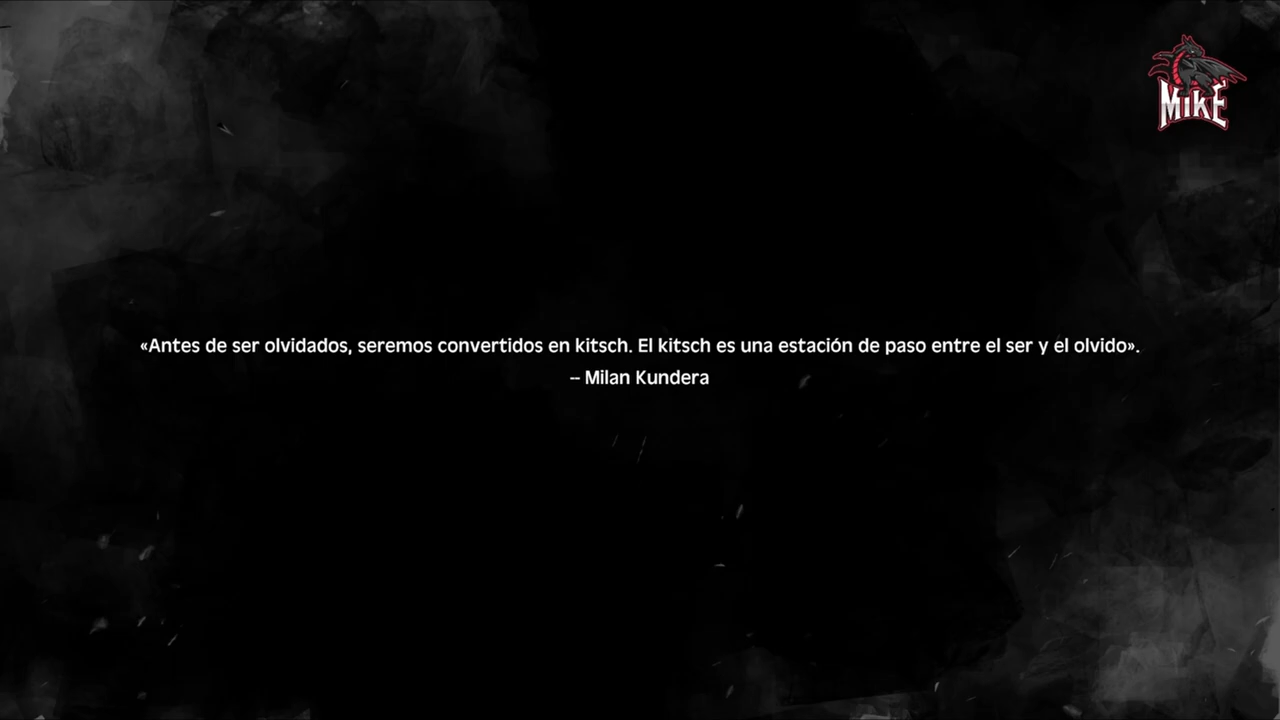 MIKE
«Antes de ser olvidados, seremos convertidos en kitsch. El kitsch es una estación de paso entre el ser y el olvido».
-- Milan Kundera